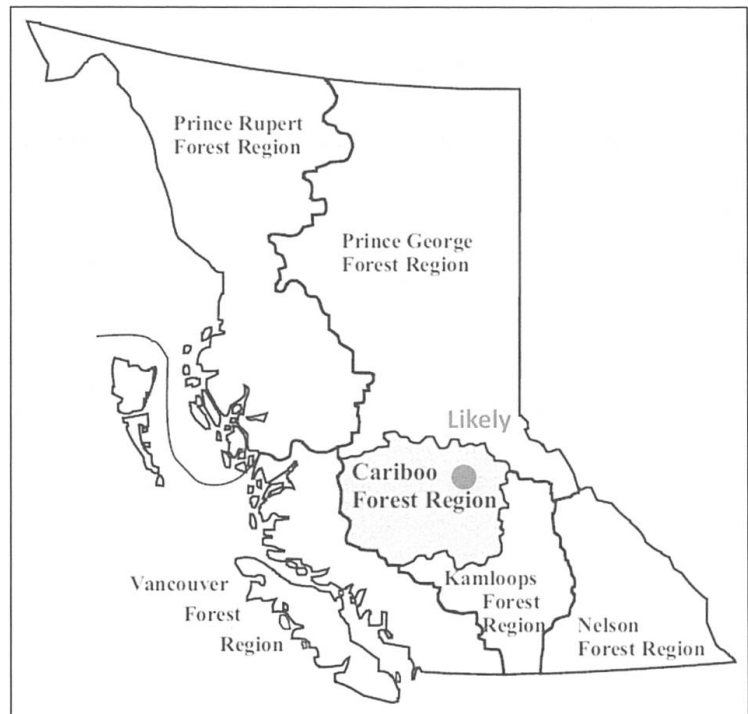 Prince Rupert
Forest Region
Prince George
Forest Region
Likely
Cariboo
Forest Region
Kamloops
Forest
Region
Vancouver
Forest
Region
Nelson
Forest Region